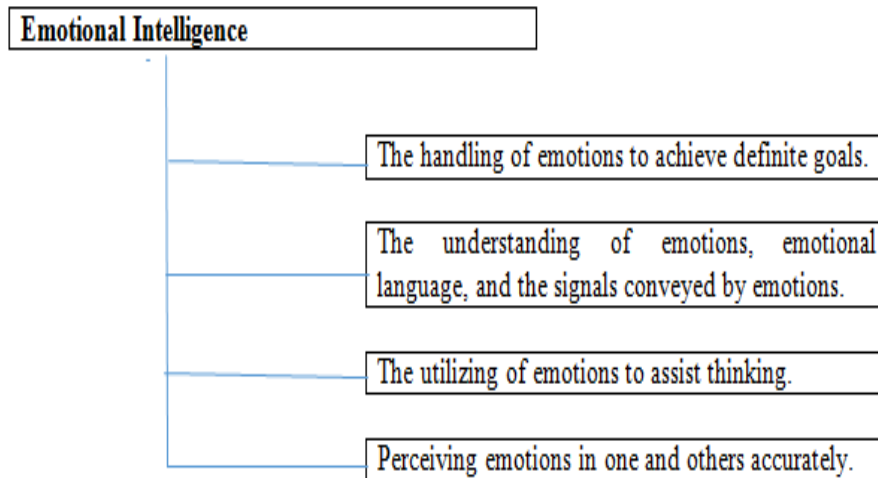 Emotional Intelligence
The handling of emotions to achieve definite goals.
The understanding of emotions, emotional
language, and the signals conveyed by emotions.
The utilizing of emotions to assist thinking.
Perceiving emotions in one and others accurately.